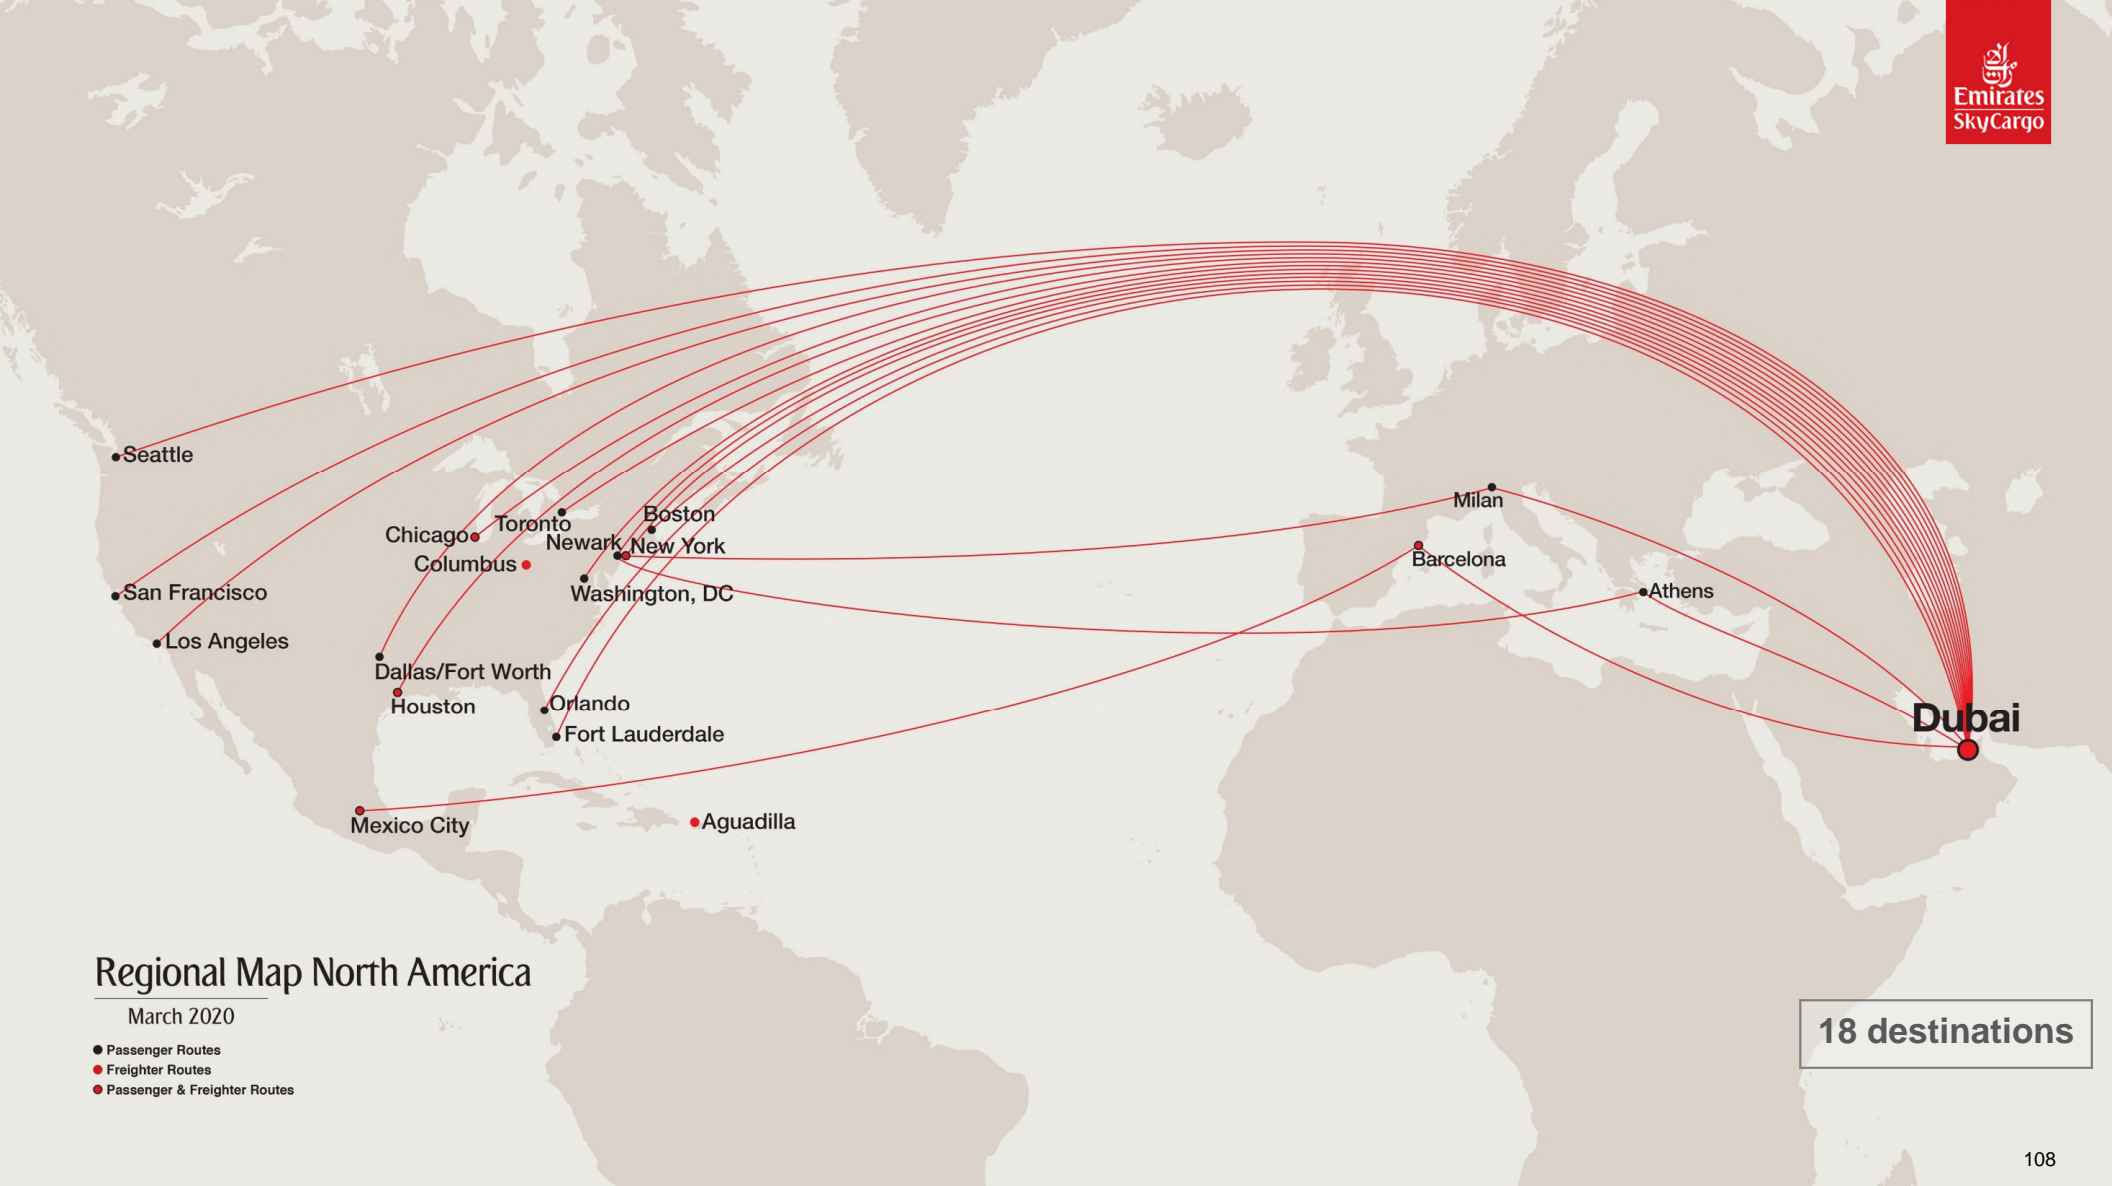 Emirates
SkyCargo
Seattle
Milan
Boston
Toronto
Chicago
Newark
New York
Barcelona
Columbus
Athens
San Francisco
Washington, DC
Los Angeles
Dallas/Fort Worth
Orlando
Houston
Dubai
Fort Lauderdale
Mexico City
Aguadilla
Regional Map North America
March 2020
Passenger Routes
Freighter Routes
Passenger & Freighter Routes
18 destinations
108